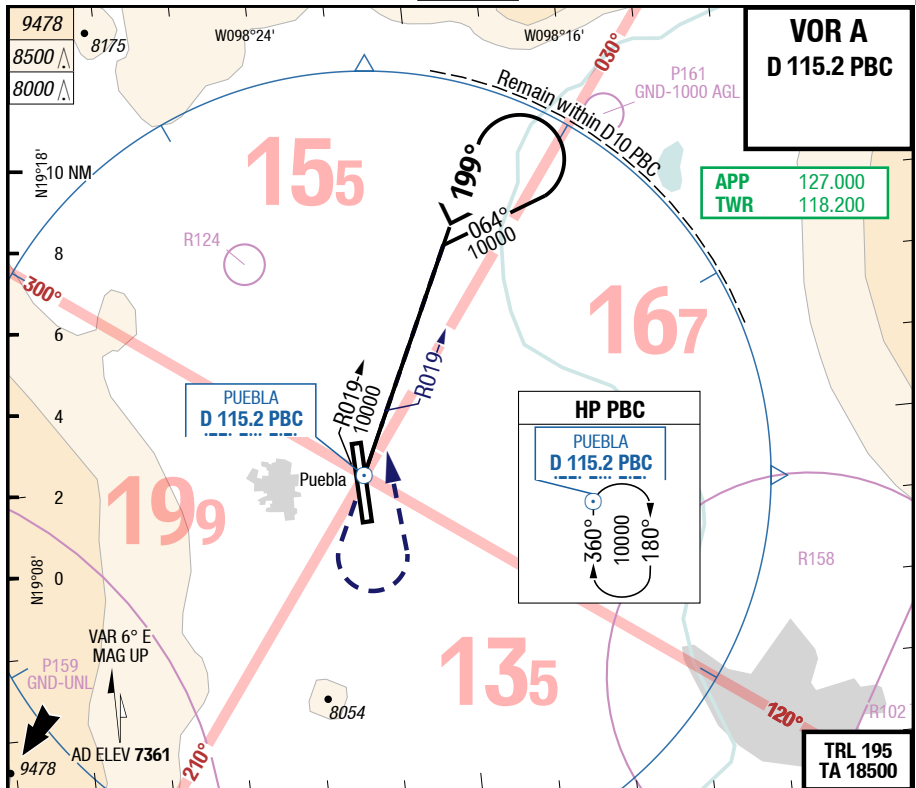 9478
8500
8000
8175
W098°24'
W098°16'
030°
P161
GND-1000 AGL
VOR A
D 115.2 PBC
Remain within D10 PBC
APP 127.000
TWR 118.200
N19°18'
10 NM
155
199°
064°
10000
R124
8
300°
167
6
R019
10000
R019
PUEBLA
D 115.2 PBC
4
HP PBC
PUEBLA
D 115.2 PBC
360°
10000
180°
Puebla
2
199
N19°08'
0
R158
VAR 6° E
MAG UP
P159
GND-UNL
135
8054
R102
120°
AD ELEV 7361
210°
9478
TRL 195
TA 18500